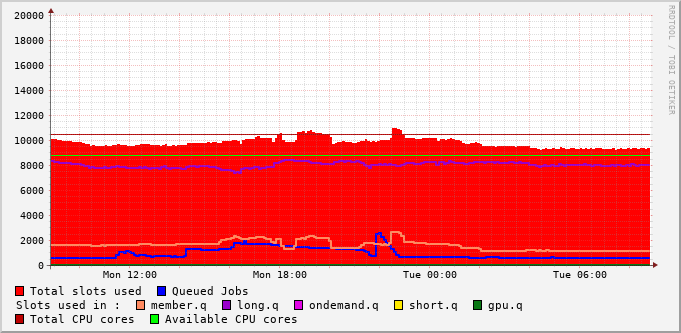 20000
18000
16000
14000
12000
10000
8000
6000
4000
2000
0
Mon 12:00 Mon 18:00 Tue 00:00 Tue 06:00
RRDTOOL / TOBI OETIKER
Total slots used Queued Jobs
Slots used in : member.q long.q ondemand.q short.q gpu.q
Total CPU cores Available CPU cores